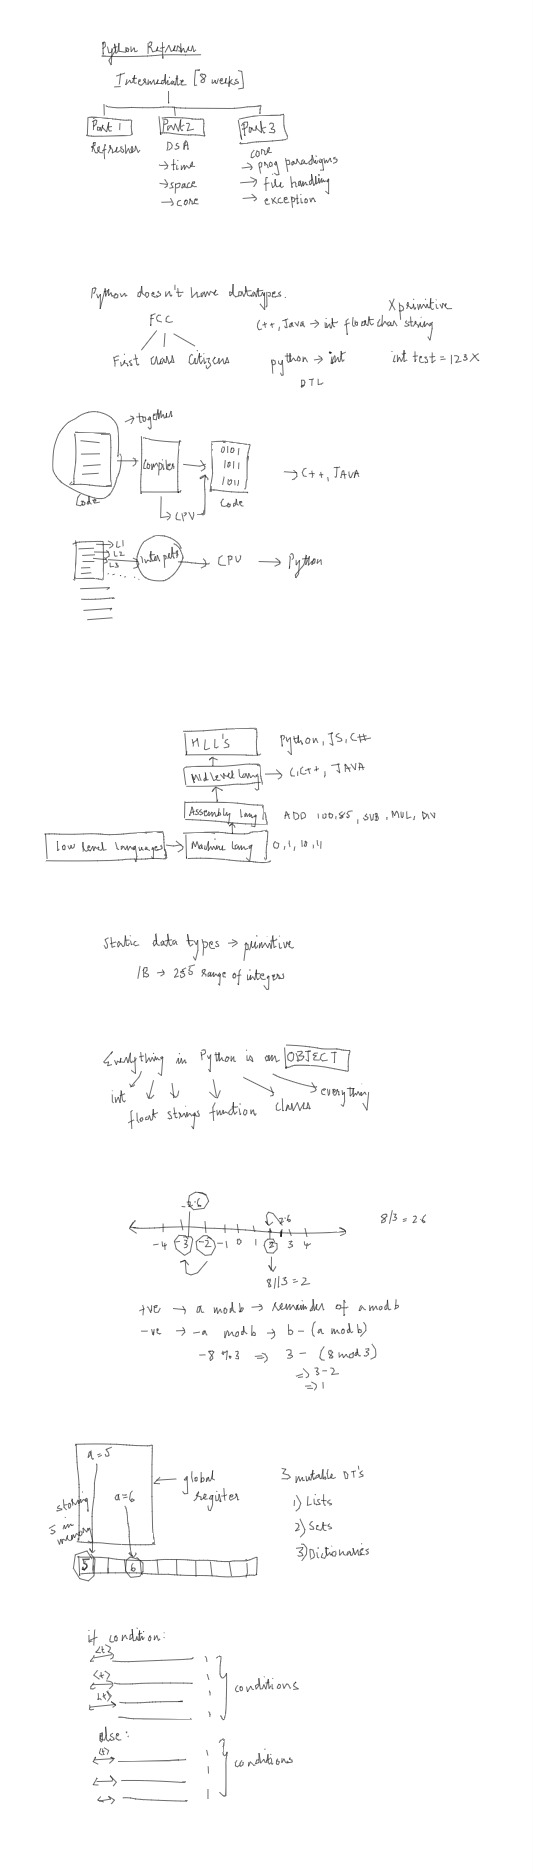 Python Refresher
Intermediate [8 weeks]
Part 1 Part 2 Part 3
Refresher DSA core
→ time → prog paradigms
→ space → file handling
→ core → exception
Python doesn't have datatypes.
X primitive
FCC C++, Java → int float char string
First class Citizens python → int int test = 123 X
DTL
→ together
0101
Compiler 1011 → C++, JAVA
1011
Code → CPU Code
→ L1
→ L2
→ L3 Interpets → CPU → Python
.....
HLL's Python, JS, C#
Mid level lang → C, C++, JAVA
Assembly lang ADD 100,85, SUB, MUL, DIV
Low Level Languages → Machine lang 0,1,10,11
Static data types → primitive
1B → 255 range of integers
Everything in Python is an OBJECT
int float strings function classes everything
-2.6 2.6 8/3 = 2.6
-4 -3 -2 -1 0 1 2 3 4
8//3 = 2
+ve → a mod b → remainder of a mod b
-ve → -a mod b → b - (a mod b)
-8 % 3 => 3 - (8 mod 3)
=> 3-2
=> 1
a = 5
← global register
a=6
storing 5 in memory
5 6
3 mutable DT's
1) Lists
2) Sets
3) Dictionaries
if condition:
<t>
<t> conditions
<t>
else:
<t> conditions